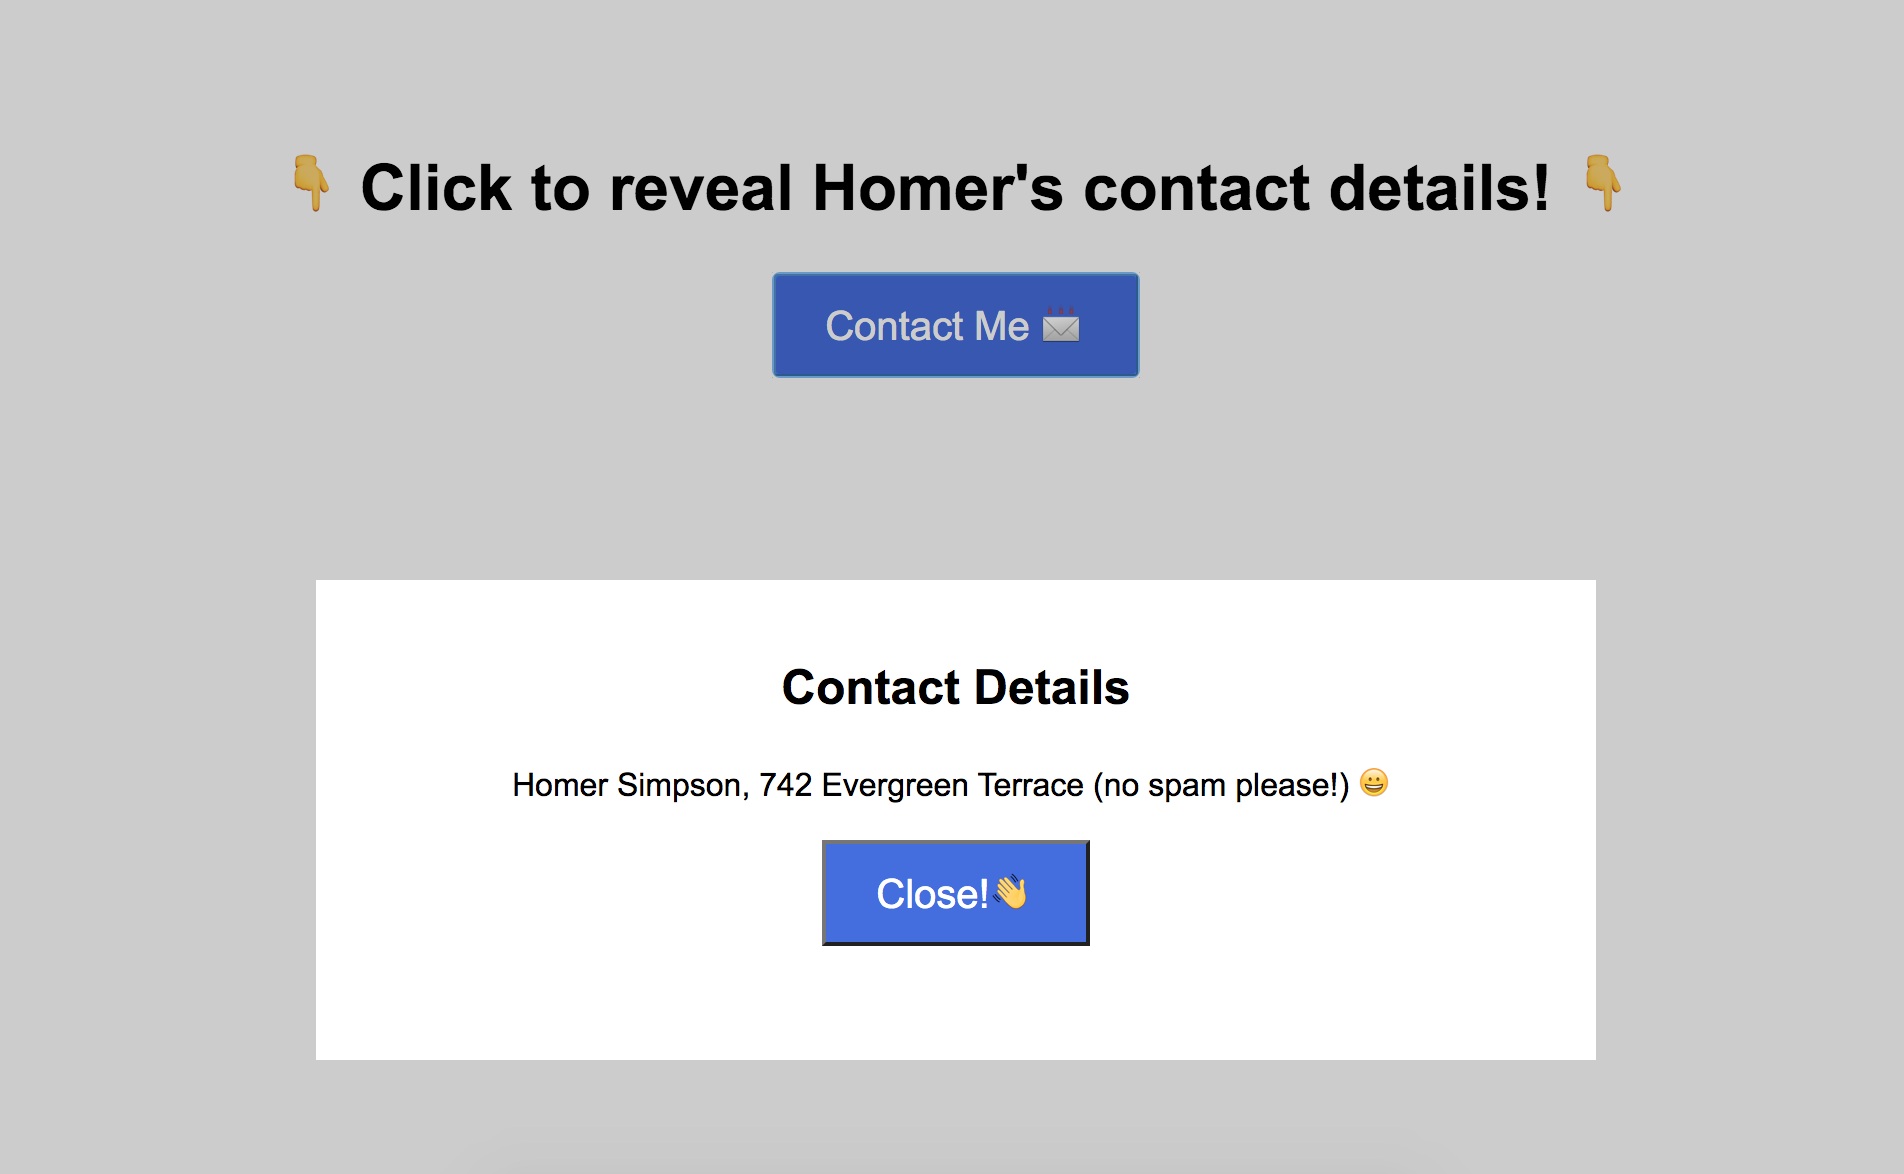 👇 Click to reveal Homer's contact details! 👇
Contact Me 📨
Contact Details
Homer Simpson, 742 Evergreen Terrace (no spam please!) 😀
Close!👋